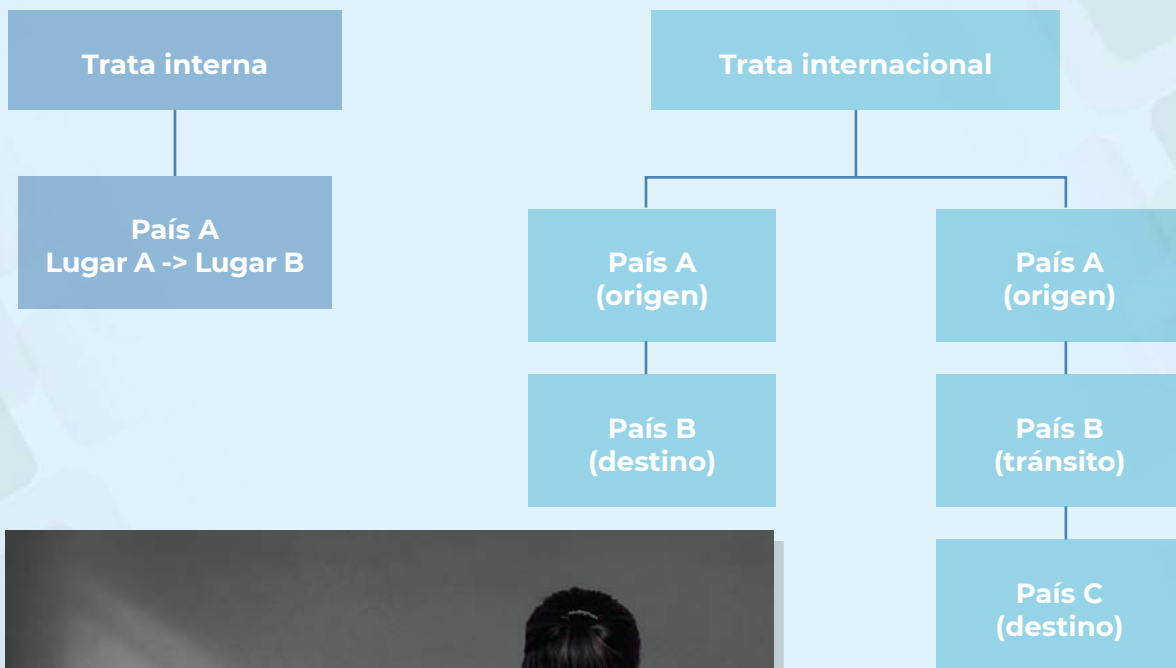 Trata interna
País A
Lugar A -> Lugar B
Trata internacional
País A
(origen)
País B
(destino)
País A
(origen)
País B
(tránsito)
País C
(destino)